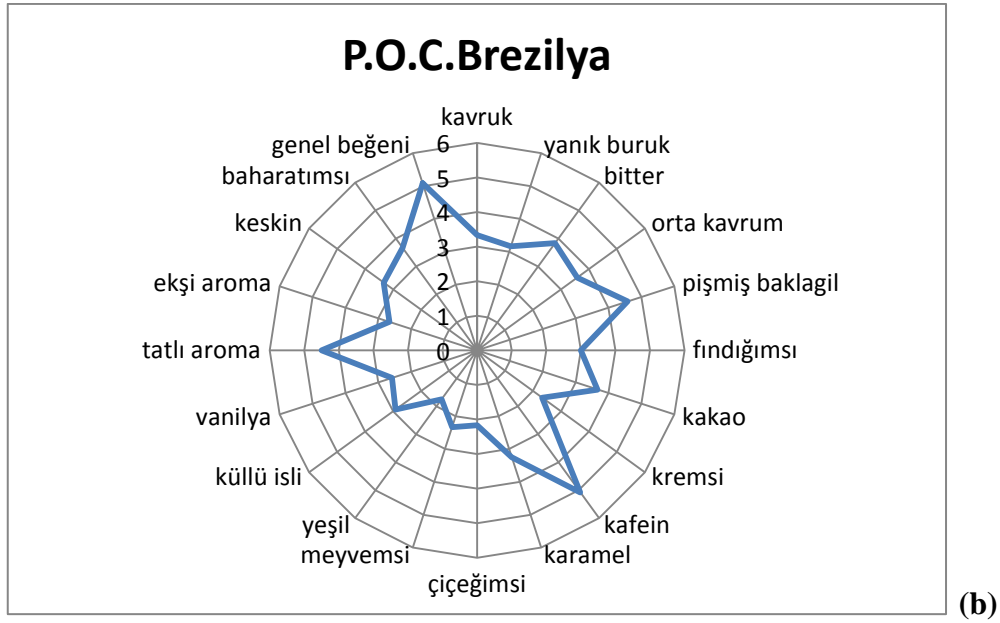 P.O.C.Brezilya
kavruk
yanık buruk
bitter
orta kavrum
pişmiş baklagil
fındığımsı
kakao
kremsi
kafein
karamel
çiçeğimsi
meyvemsi
yeşil
küllü isli
vanilya
tatlı aroma
ekşi aroma
keskin
baharatımsı
genel beğeni
6
5
4
3
2
1
0
(b)